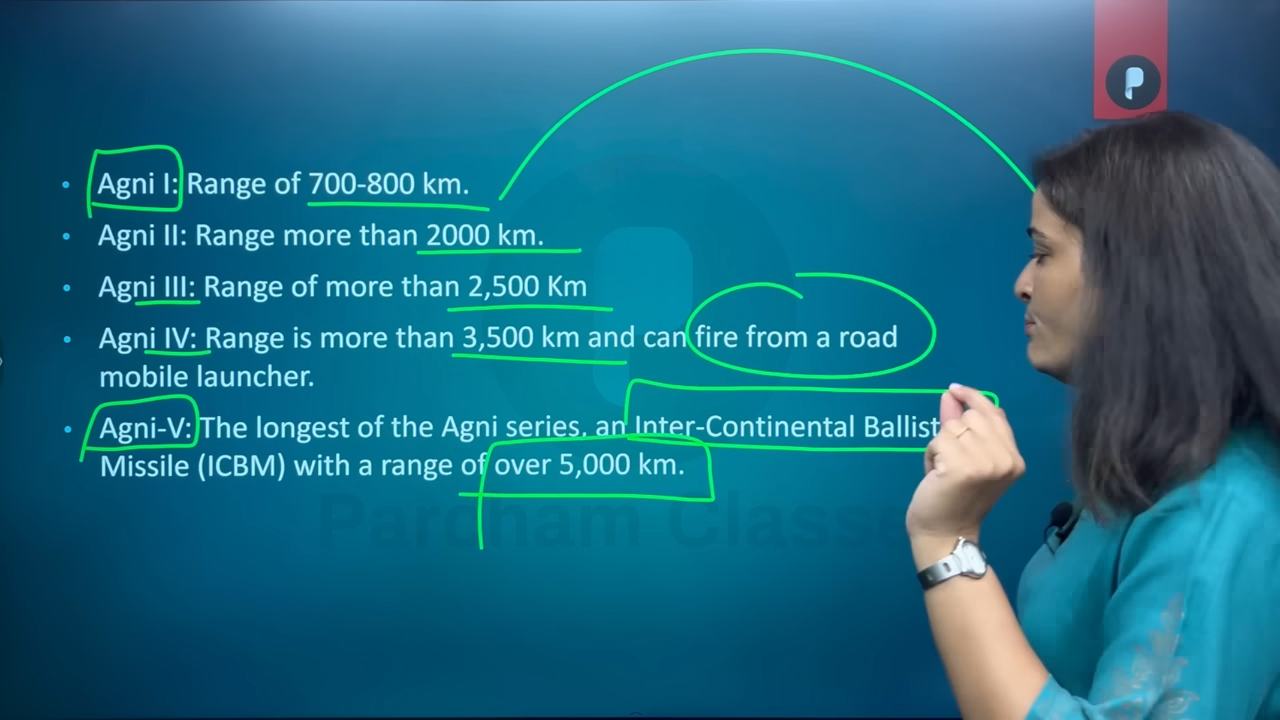 Agni I: Range of 700-800 km.
Agni II: Range more than 2000 km.
Agni III: Range of more than 2,500 Km
Agni IV: Range is more than 3,500 km and can fire from a road
mobile launcher.
Agni-V: The longest of the Agni series, an Inter-Continental Ballist
Missile (ICBM) with a range of over 5,000 km.
Parcham Classe